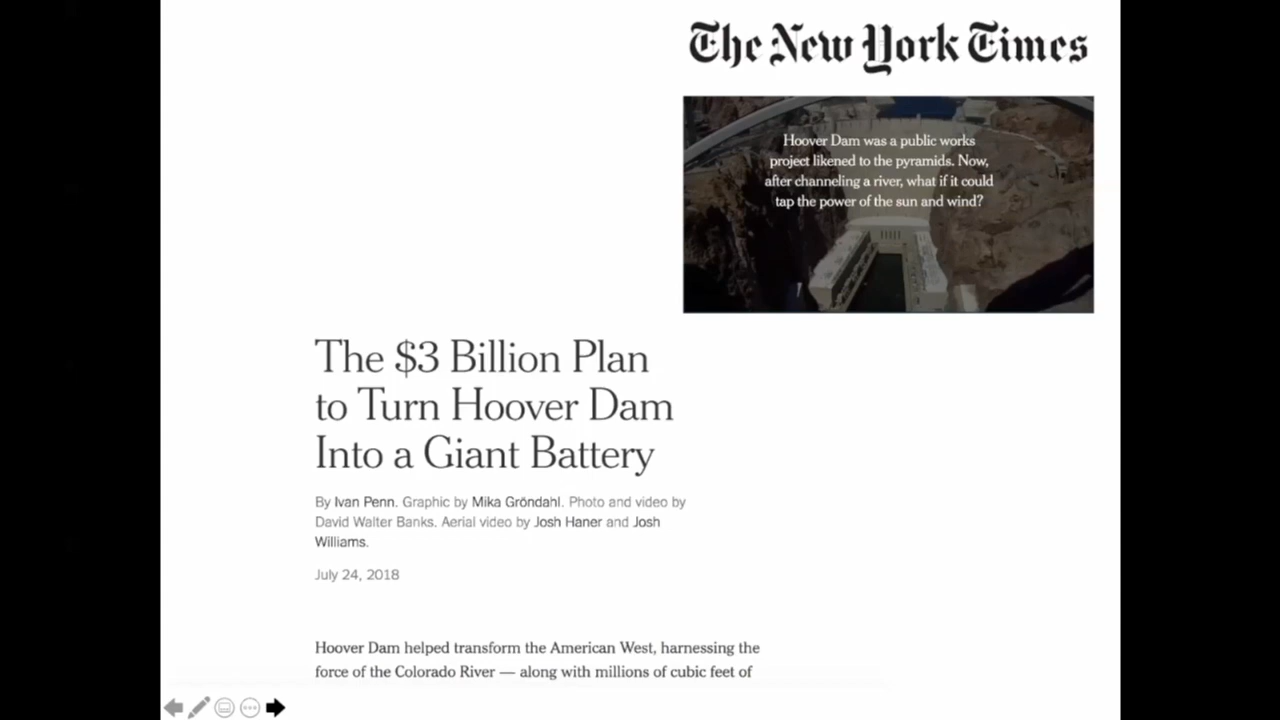 The New York Times
Hoover Dam was a public works
project likened to the pyramids. Now,
after channeling a river, what if it could
tap the power of the sun and wind?
The $3 Billion Plan
to Turn Hoover Dam
Into a Giant Battery
By Ivan Penn. Graphic by Mika Gröndahl. Photo and video by
David Walter Banks. Aerial video by Josh Haner and Josh
Williams.
July 24, 2018
Hoover Dam helped transform the American West, harnessing the
force of the Colorado River — along with millions of cubic feet of